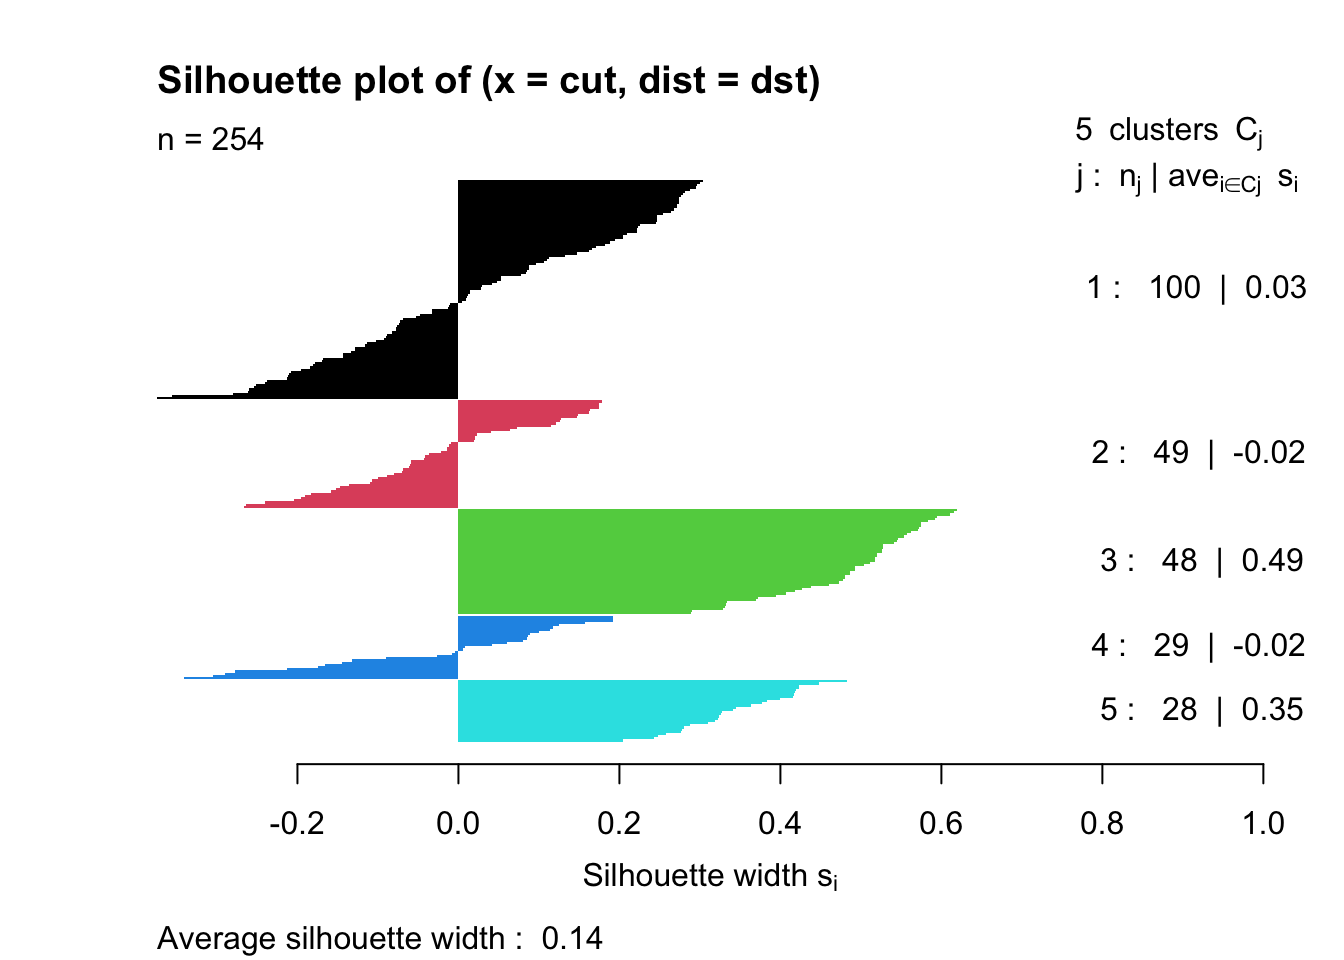 Silhouette plot of (x = cut, dist = dst)
n = 254
5 clusters Cj
j : nj | avei∈Cj si
1 : 100 | 0.03
2 : 49 | -0.02
3 : 48 | 0.49
4 : 29 | -0.02
5 : 28 | 0.35
-0.2 0.0 0.2 0.4 0.6 0.8 1.0
Silhouette width si
Average silhouette width : 0.14